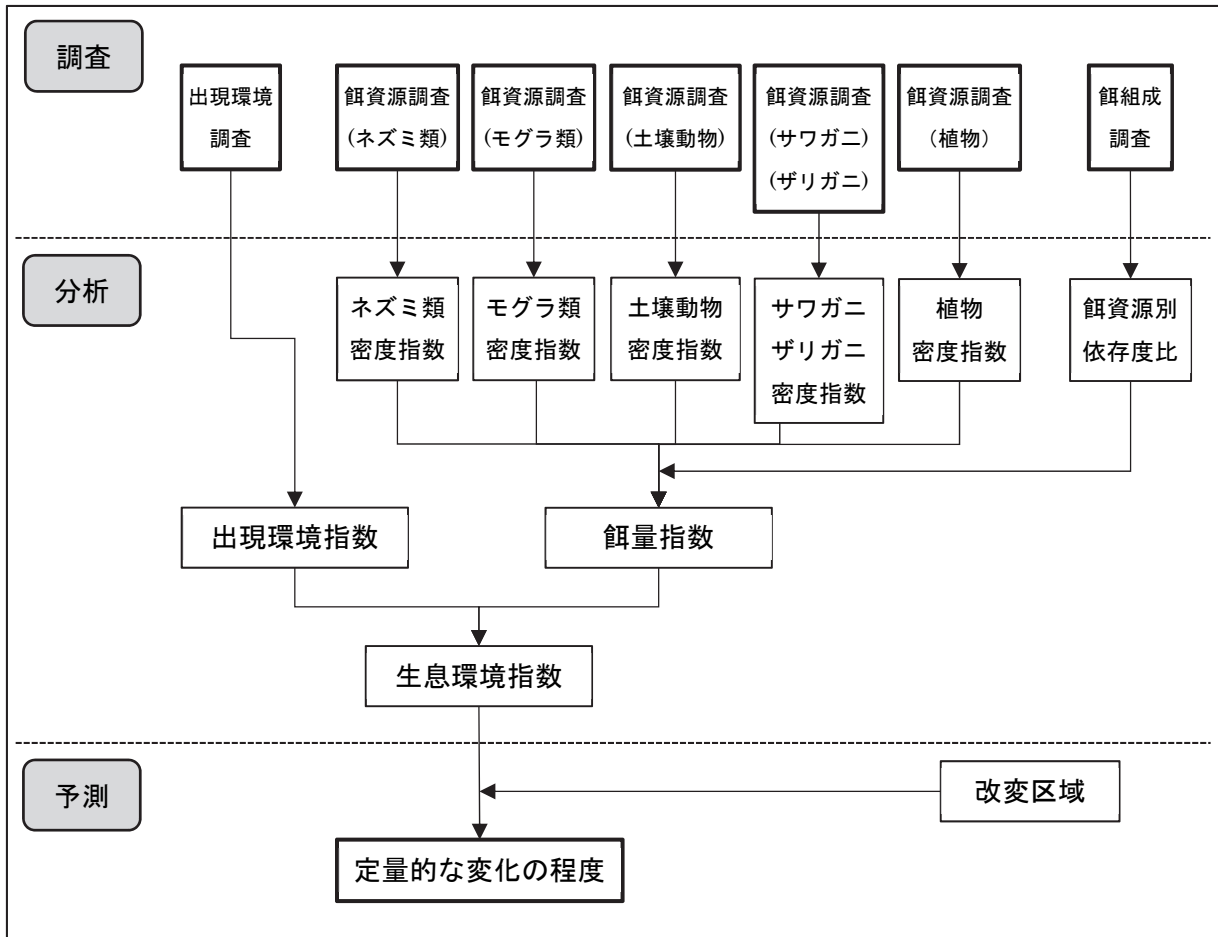 調査
出現環境
調査
餌資源調査
(ネズミ類)
餌資源調査
(モグラ類)
餌資源調査
(土壌動物)
餌資源調査
(サワガニ)
(ザリガニ)
餌資源調査
（植物）
餌組成
調査
分析
ネズミ類
密度指数
モグラ類
密度指数
土壌動物
密度指数
サワガニ
ザリガニ
密度指数
植物
密度指数
餌資源別
依存度比
出現環境指数
餌量指数
生息環境指数
予測
改変区域
定量的な変化の程度